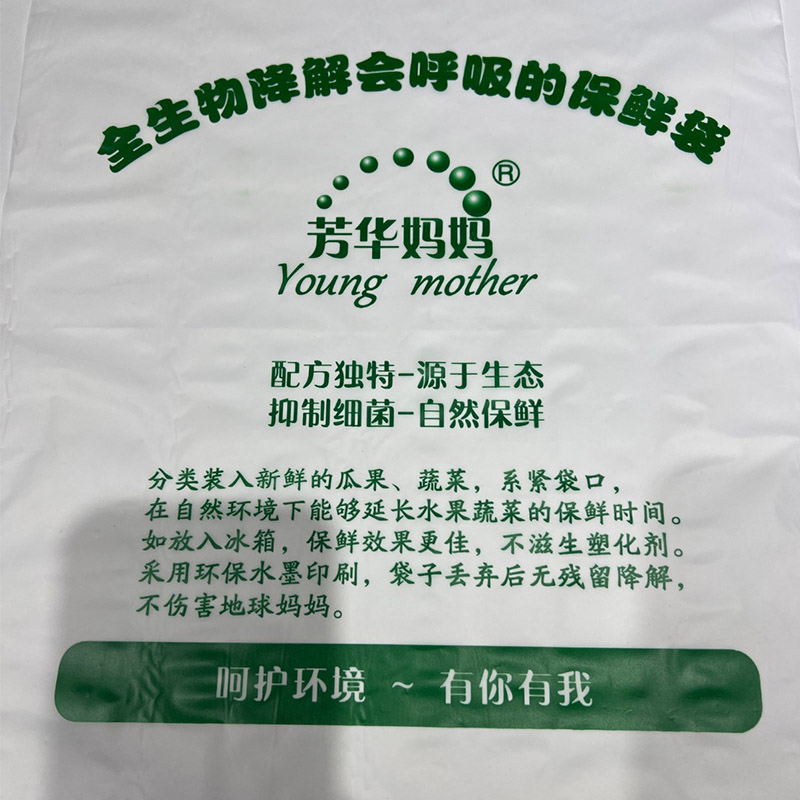 全生物降解会呼吸的保鲜袋
®
芳华妈妈
Young mother
配方独特-源于生态
抑制细菌-自然保鲜
分类装入新鲜的瓜果、蔬菜，系紧袋口，
在自然环境下能够延长水果蔬菜的保鲜时间。
如放入冰箱，保鲜效果更佳，不滋生塑化剂。
采用环保水墨印刷，袋子丢弃后无残留降解，
不伤害地球妈妈。
呵护环境 ~ 有你有我